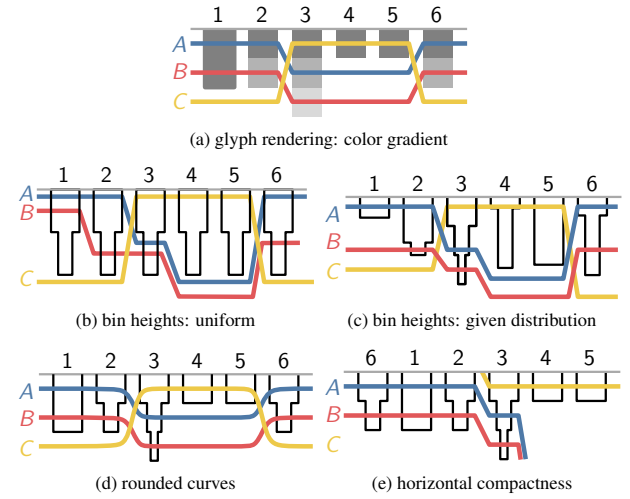 1 2 3 4 5 6
A
B
C
(a) glyph rendering: color gradient
1 2 3 4 5 6
A
B
C
(b) bin heights: uniform
1 2 3 4 5 6
A
B
C
(c) bin heights: given distribution
1 2 3 4 5 6
A
B
C
(d) rounded curves
6 1 2 3 4 5
A
B
C
(e) horizontal compactness